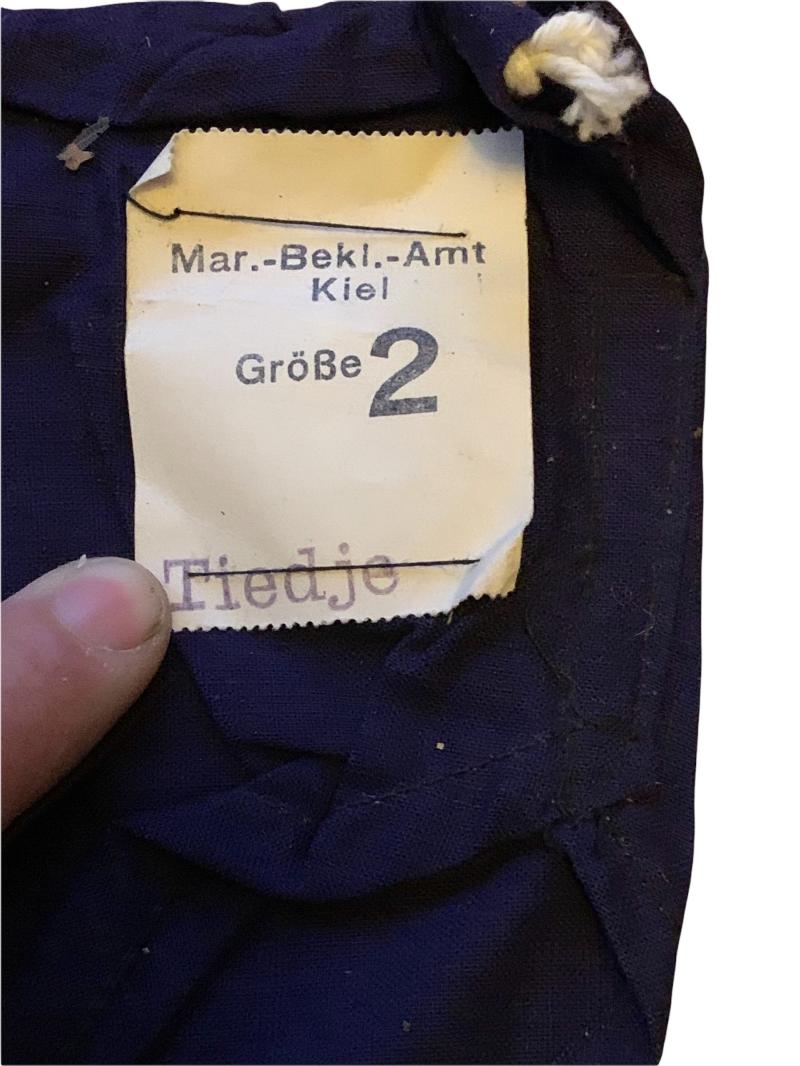 Mar.-Bekl.-Amt
Kiel
Größe 2
Tiedje